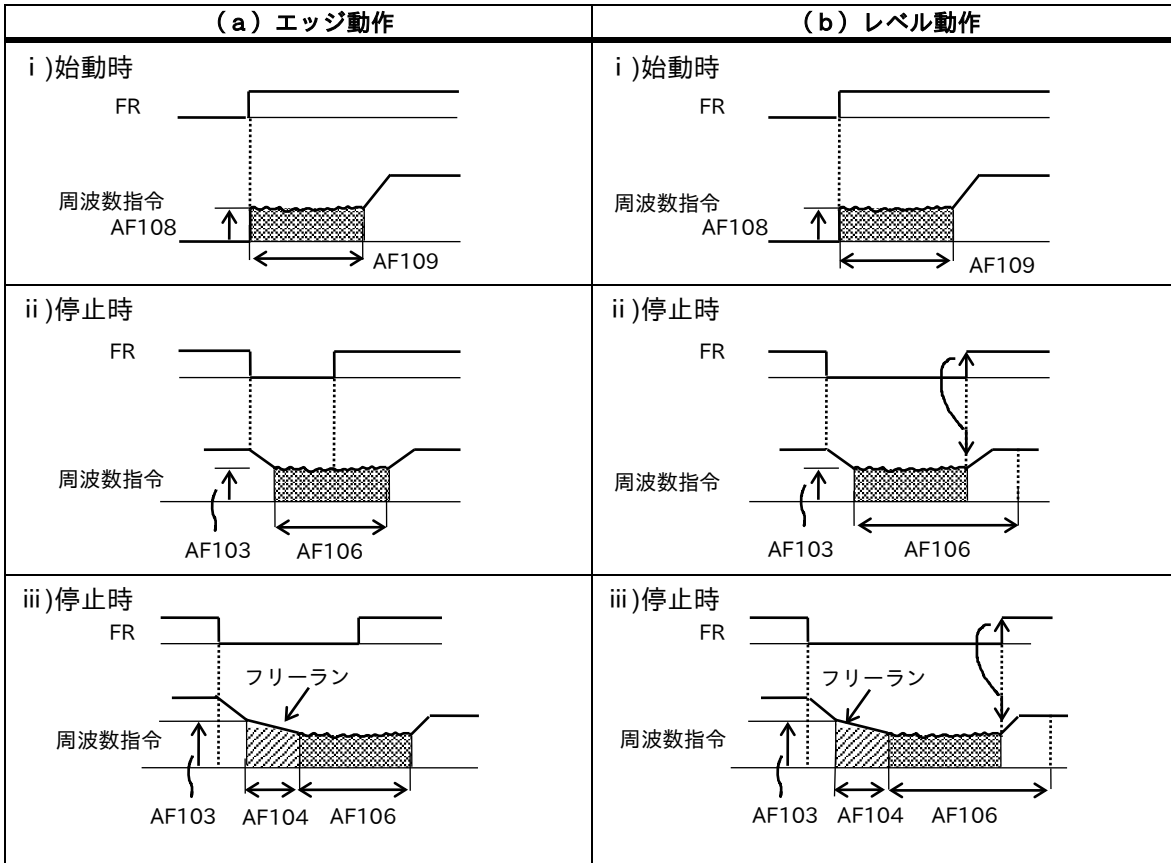 (a)エッジ動作
(b)レベル動作
ⅰ)始動時
FR
周波数指令
AF108
AF109
ⅰ)始動時
FR
周波数指令
AF108
AF109
ⅱ)停止時
FR
周波数指令
AF103
AF106
ⅱ)停止時
FR
周波数指令
AF103
AF106
ⅲ)停止時
FR
フリーラン
周波数指令
AF103 AF104 AF106
ⅲ)停止時
FR
フリーラン
周波数指令
AF103 AF104 AF106